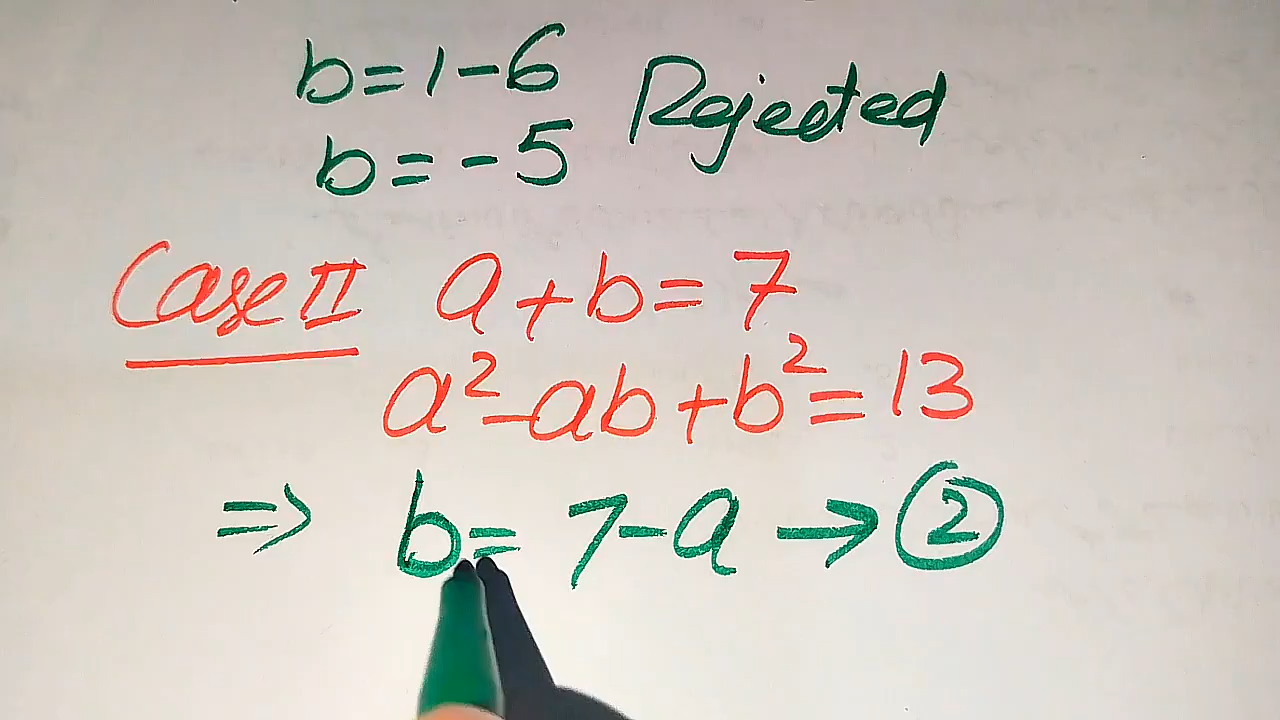 b=1-6
Rejected
b=-5
Case II a+b=7
a²-ab+b²=13
⇒ b=7-a → ②